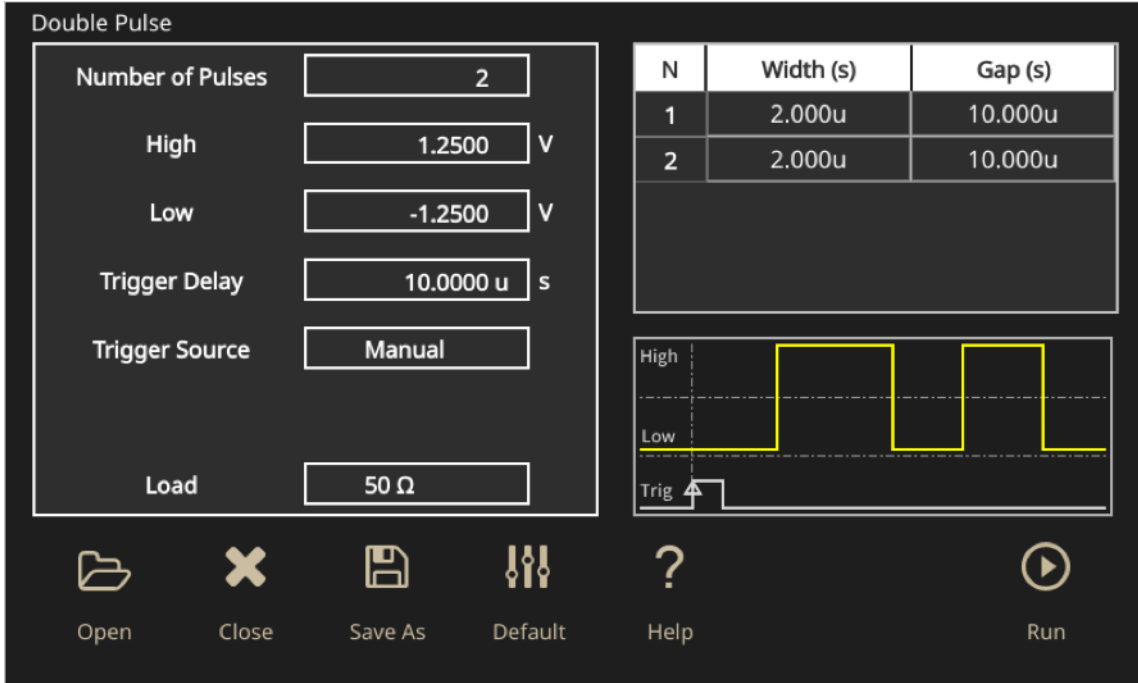 Double Pulse
Number of Pulses 2
High 1.2500 V
Low -1.2500 V
Trigger Delay 10.0000 u s
Trigger Source Manual
Load 50 Ω
N Width (s) Gap (s)
1 2.000u 10.000u
2 2.000u 10.000u
High
Low
Trig
Open Close Save As Default Help Run